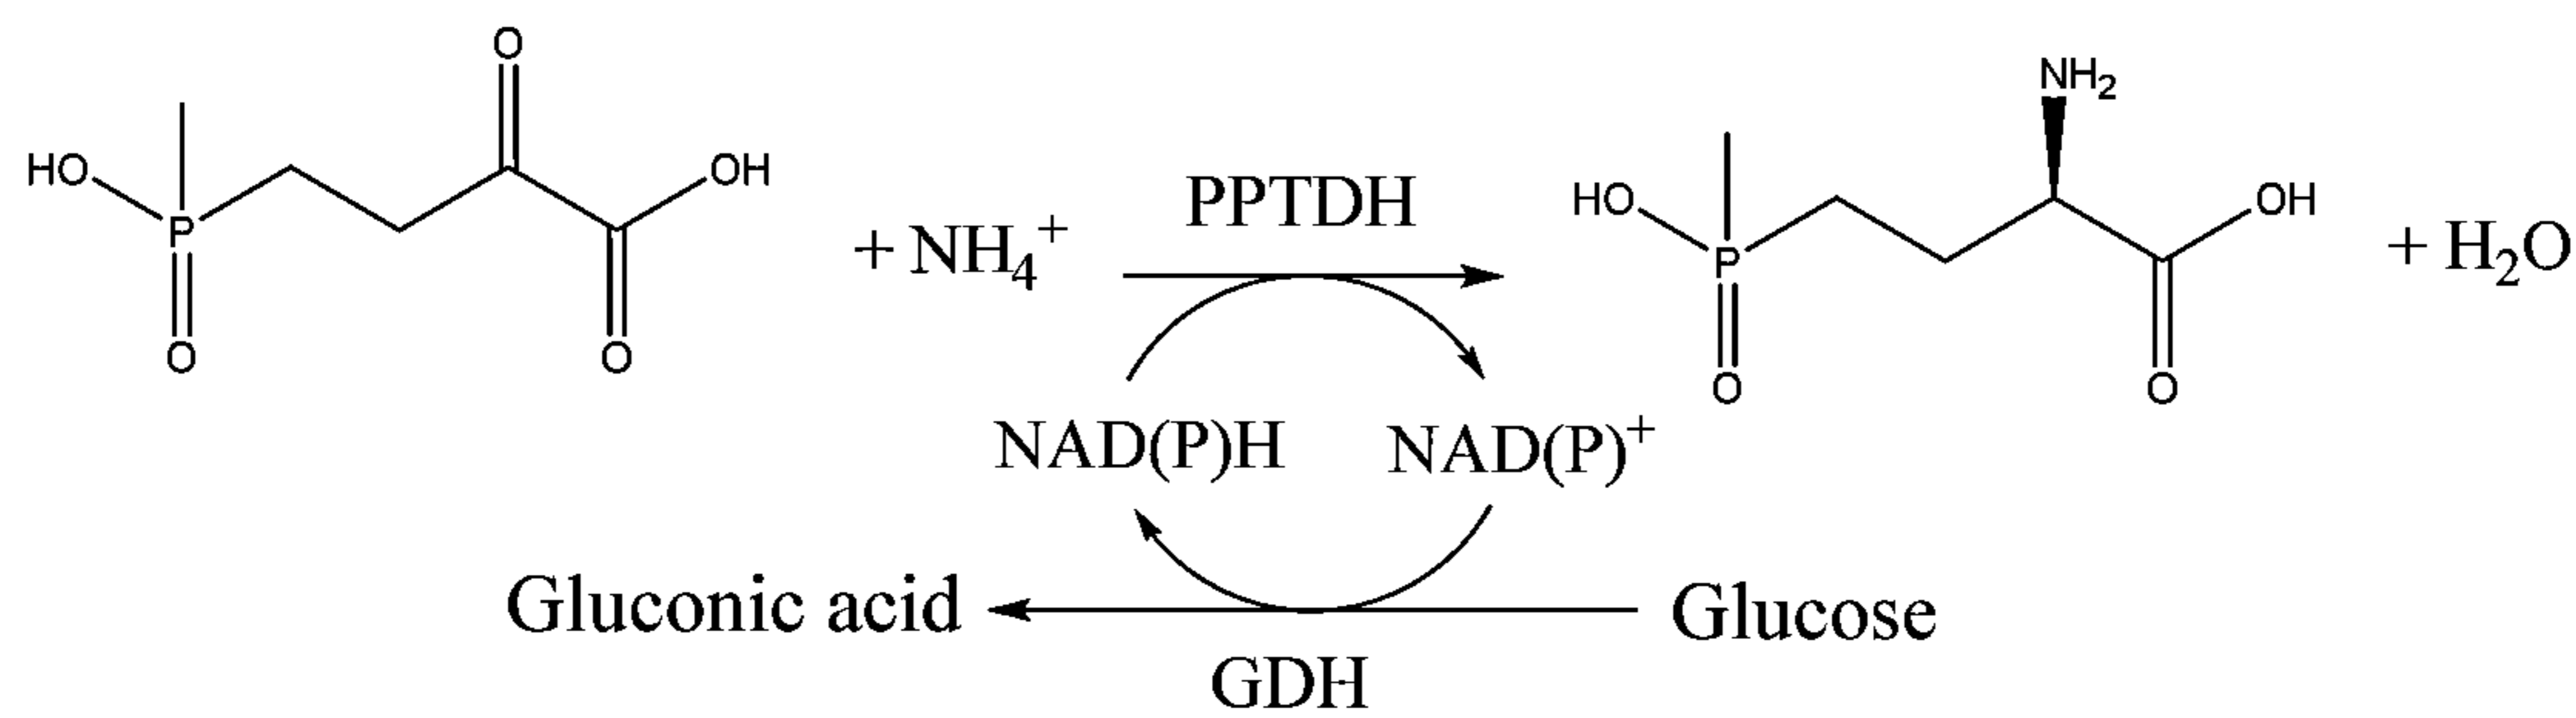 O
HO
P
O
OH
O
+ NH₄⁺
PPTDH
NH₂
HO
P
O
OH
O
+ H₂O
NAD(P)H
NAD(P)⁺
Gluconic acid
Glucose
GDH